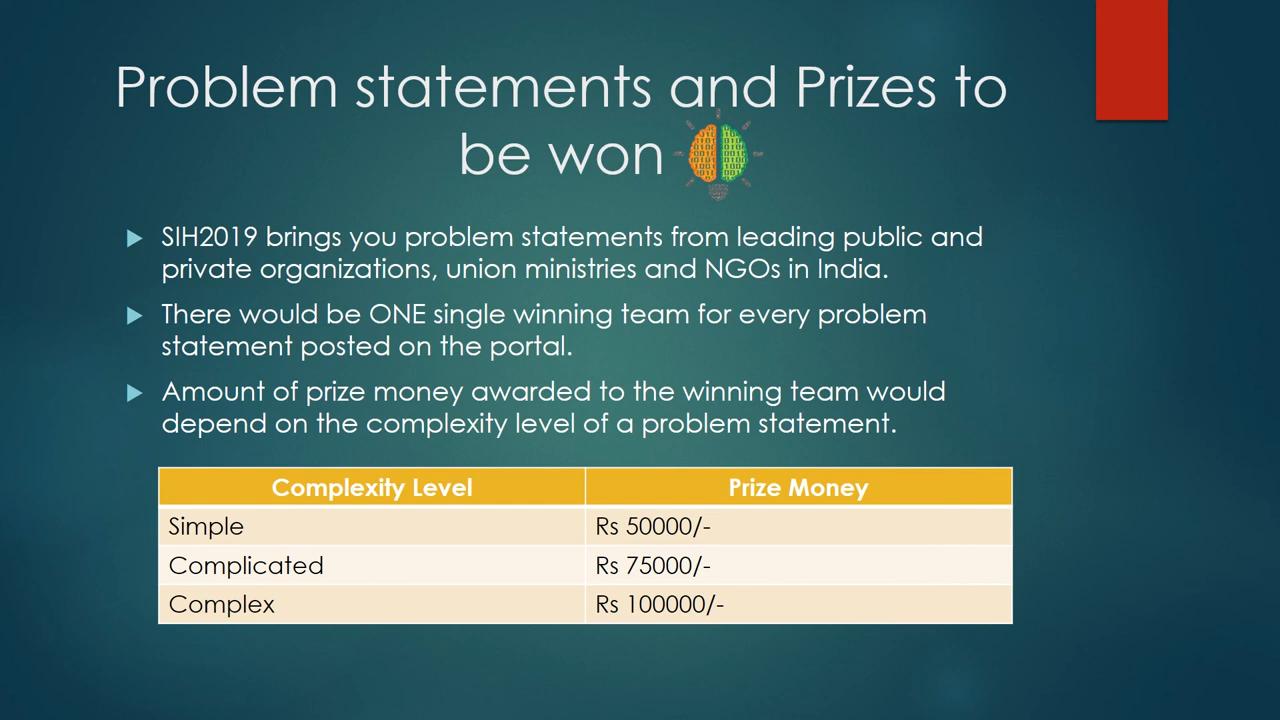 Problem statements and Prizes to
be won
SIH2019 brings you problem statements from leading public and
private organizations, union ministries and NGOs in India.
There would be ONE single winning team for every problem
statement posted on the portal.
Amount of prize money awarded to the winning team would
depend on the complexity level of a problem statement.
Complexity Level Prize Money
Simple Rs 50000/-
Complicated Rs 75000/-
Complex Rs 100000/-